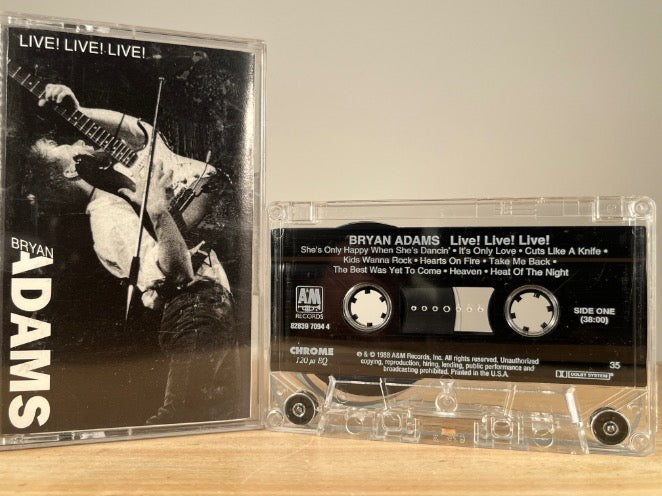 LIVE! LIVE! LIVE!
BRYAN
ADAMS
BRYAN ADAMS Live! Live! Live!
She's Only Happy When She's Dancin' • It's Only Love • Cuts Like A Knife •
Kids Wanna Rock • Hearts On Fire • Take Me Back •
The Best Was Yet To Come • Heaven • Heat Of The Night
A&M
RECORDS
82839 7094 4
SIDE ONE
(38:00)
CHROME
120 µs EQ
℗ & © 1989 A&M Records, Inc. All rights reserved. Unauthorized
copying, reproduction, hiring, lending, public performance and
broadcasting prohibited. Printed in the U.S.A.
35
DOLBY SYSTEM